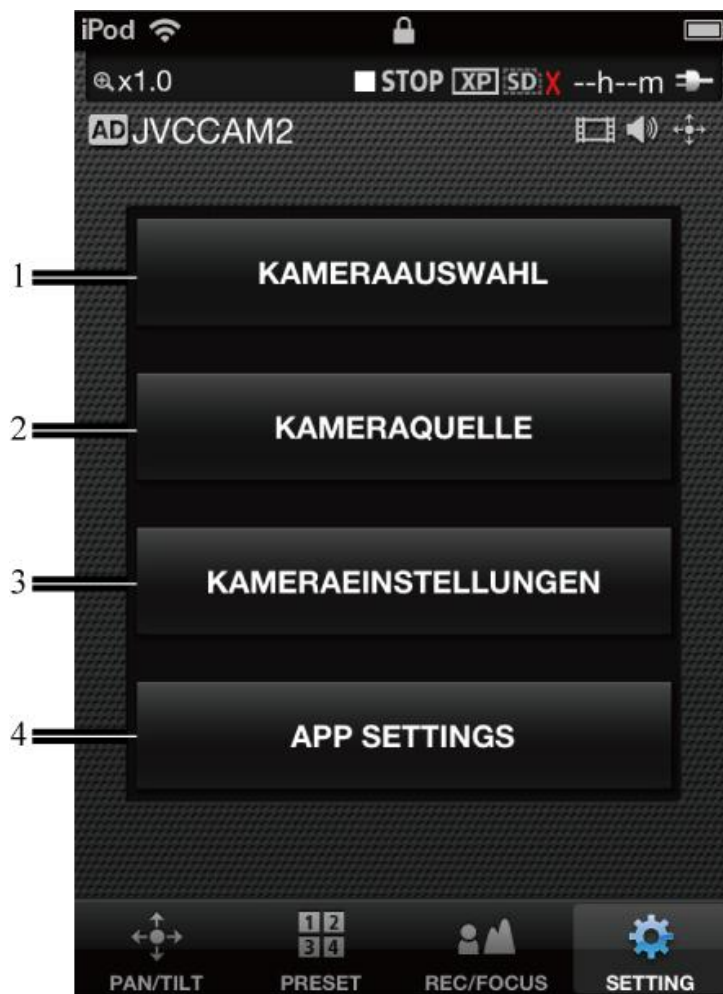 iPod
x1.0 STOP XP SD X --h--m
AD JVCCAM2
1 KAMERAAUSWAHL
2 KAMERAQUELLE
3 KAMERAEINSTELLUNGEN
4 APP SETTINGS
1 2
3 4
PAN/TILT PRESET REC/FOCUS SETTING